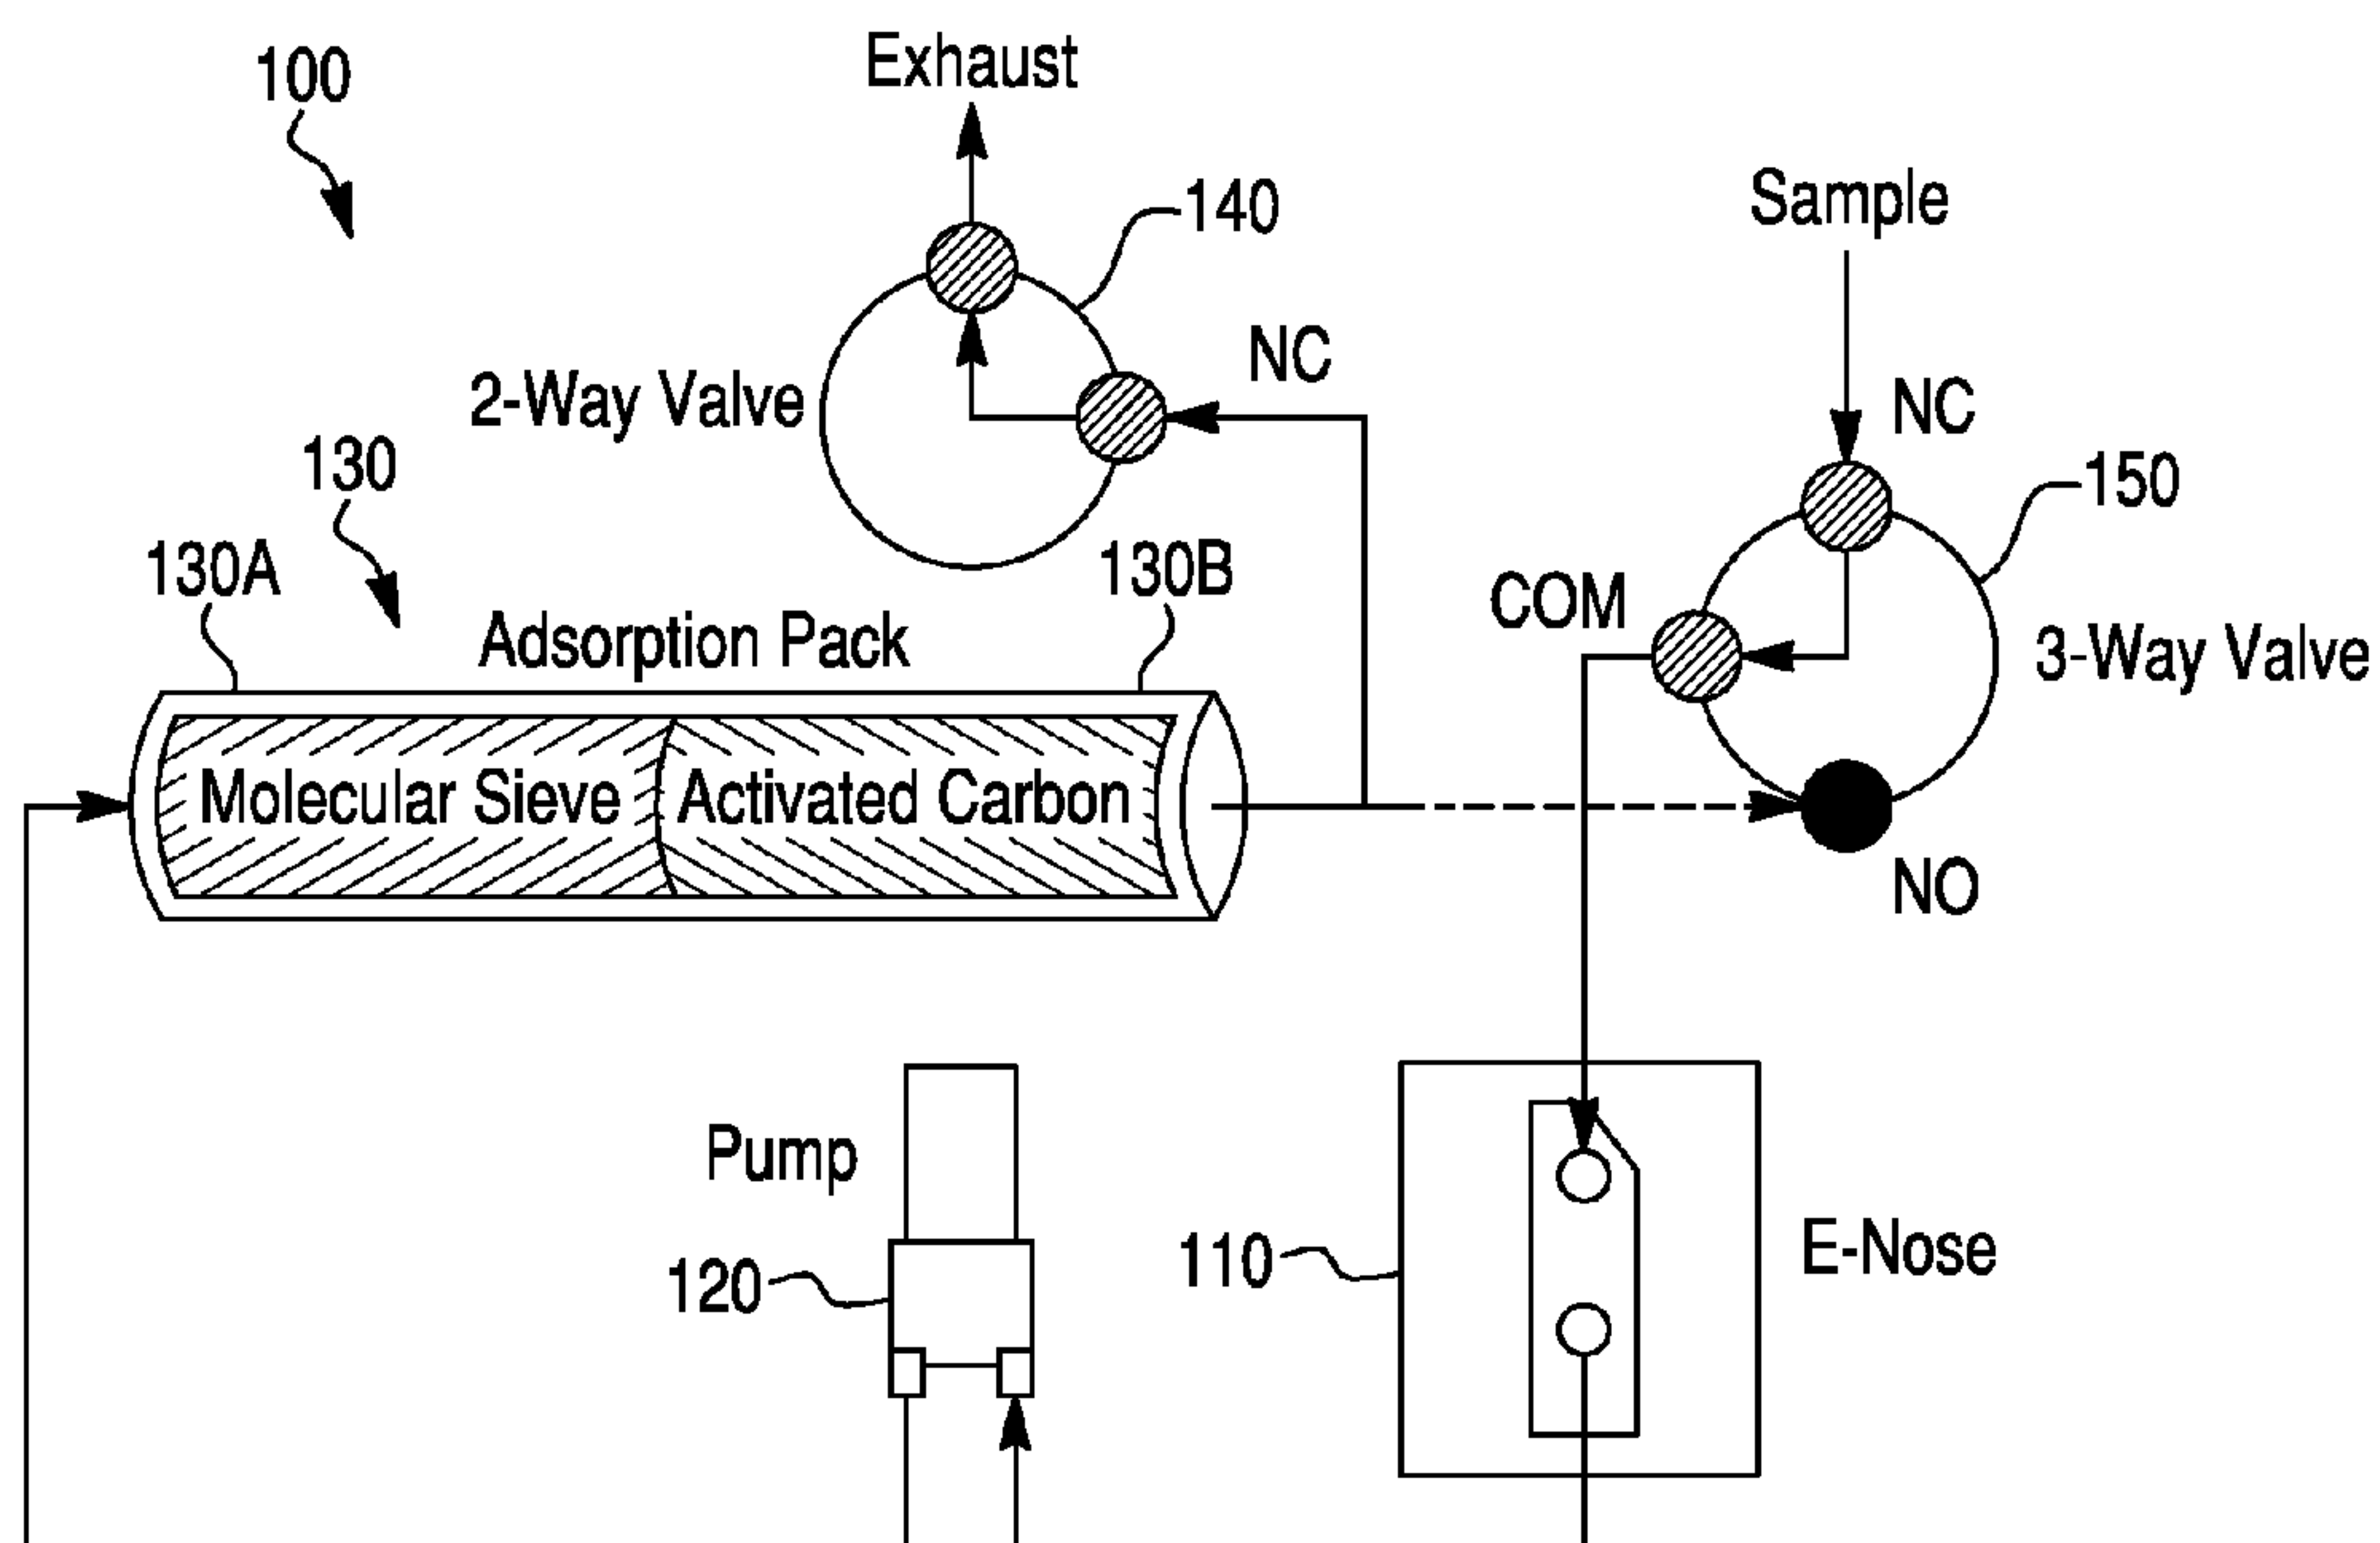 Exhaust
100
140
Sample
NC
2-Way Valve
NC
130
150
130A
130B
COM
Adsorption Pack
3-Way Valve
Molecular Sieve
Activated Carbon
NO
Pump
E-Nose
110
120